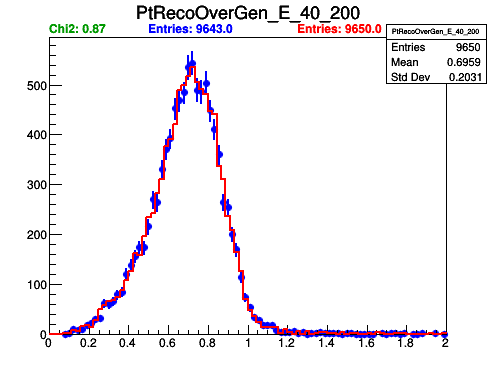 PtRecoOverGen_E_40_200
Chi2: 0.87 Entries: 9643.0 Entries: 9650.0
PtRecoOverGen_E_40_200
Entries 9650
Mean 0.6959
Std Dev 0.2031
500
400
300
200
100
0
0 0.2 0.4 0.6 0.8 1 1.2 1.4 1.6 1.8 2